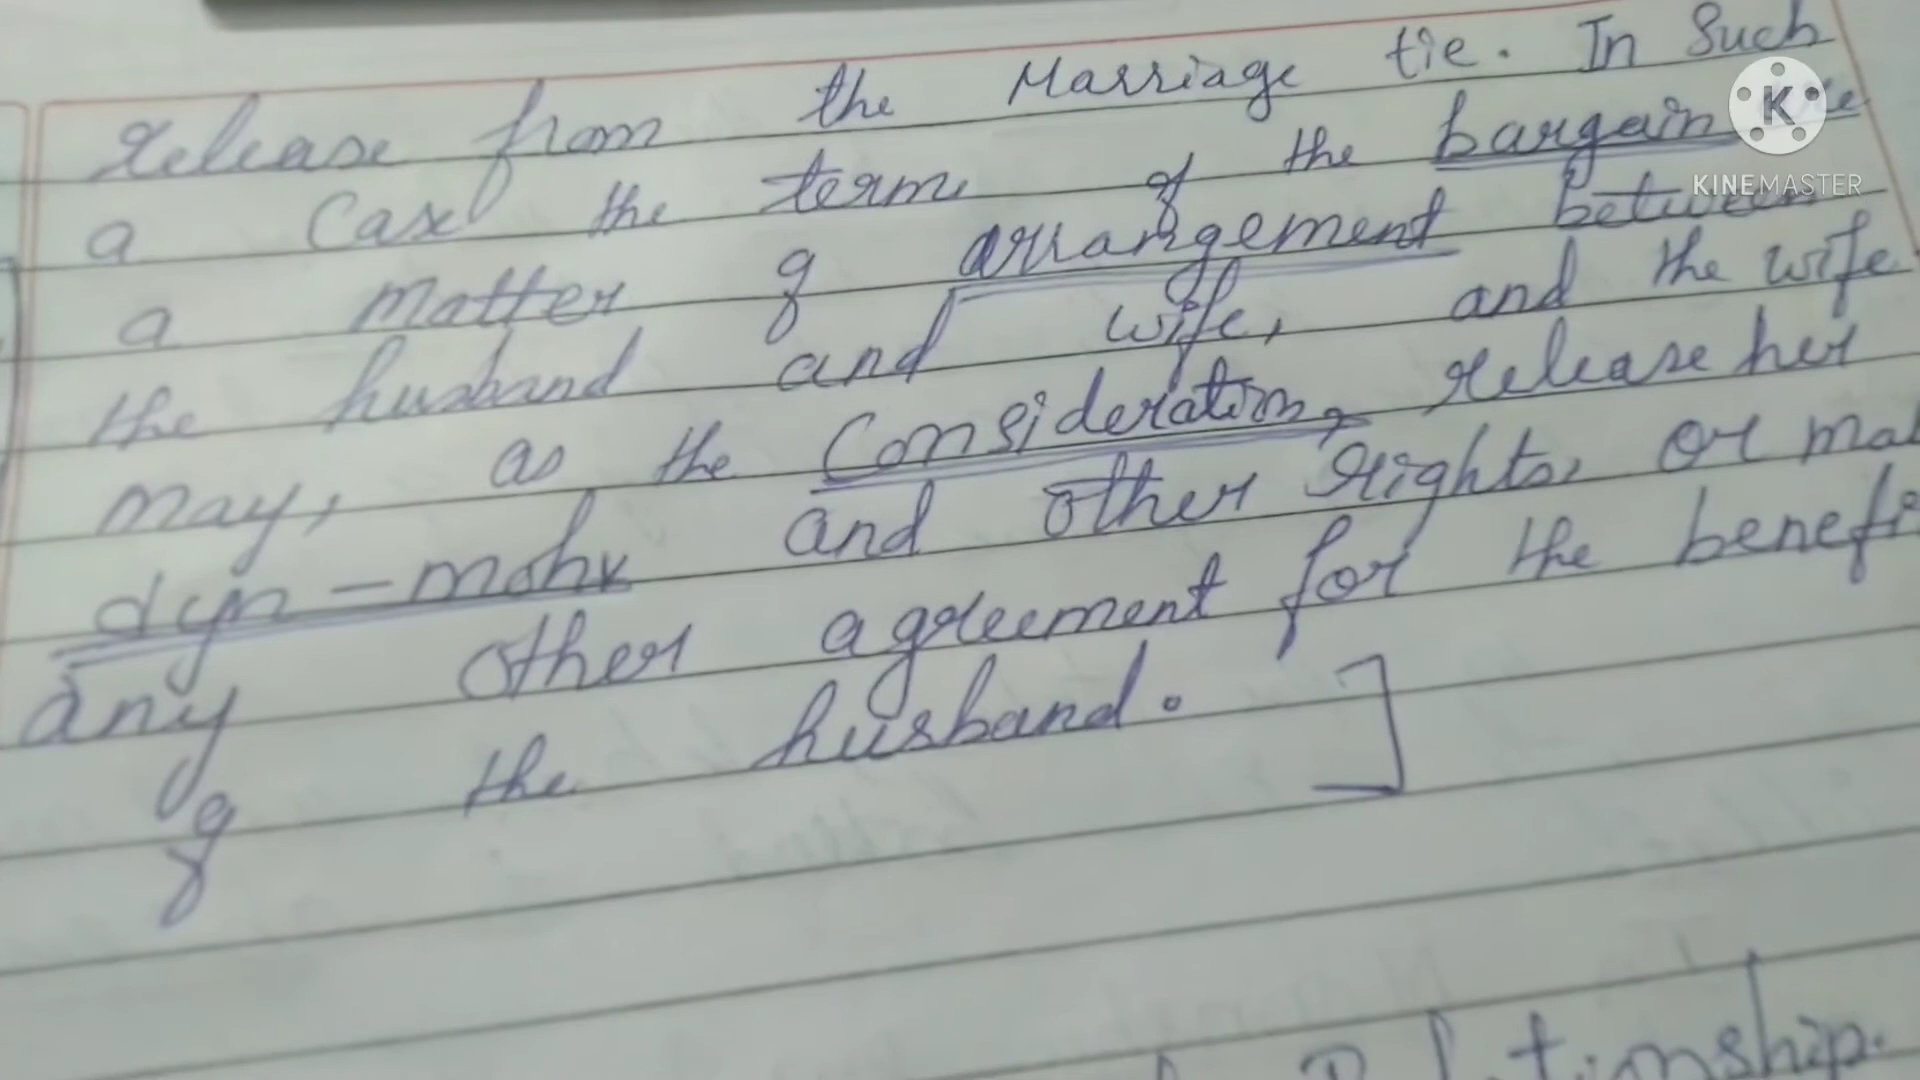 release from the Marriage tie. In Such
a Case the term of the bargain
a matter of arrangement between
the husband and wife, and the wife
may, as the Consideration, release her
dyn - mohr and other rights, or
any other agreement for the
of the husband. ]
KINEMASTER